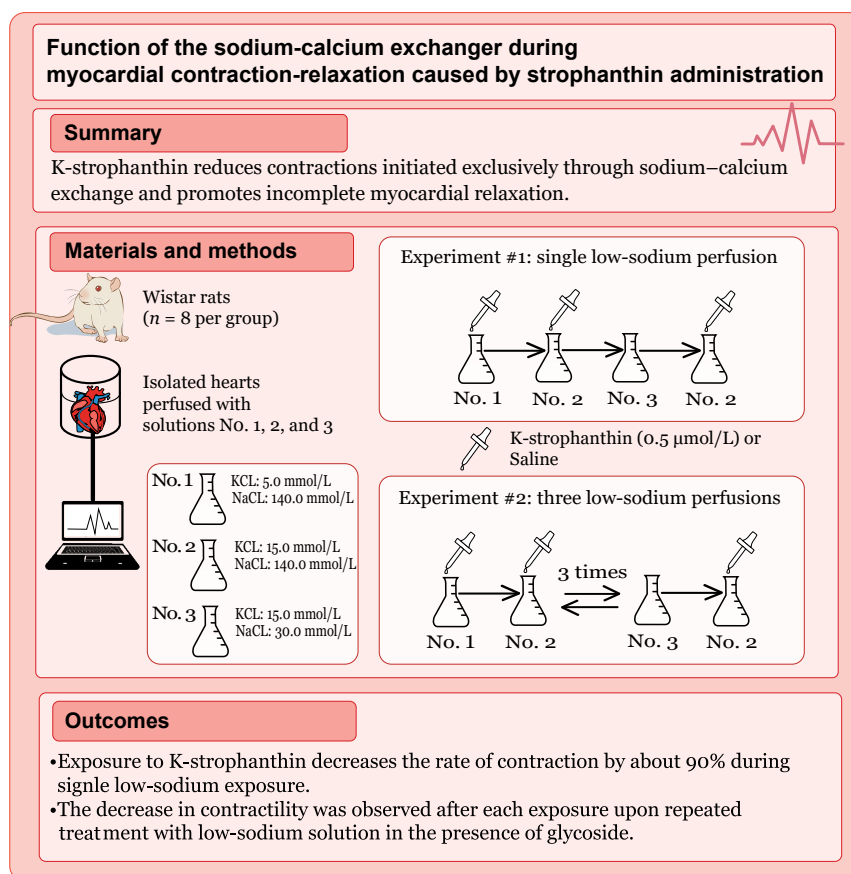 Function of the sodium-calcium exchanger during
myocardial contraction-relaxation caused by strophanthin administration
Summary
K-strophanthin reduces contractions initiated exclusively through sodium–calcium
exchange and promotes incomplete myocardial relaxation.
Materials and methods
Wistar rats
(n = 8 per group)
Isolated hearts
perfused with
solutions No. 1, 2, and 3
No. 1
KCL: 5.0 mmol/L
NaCL: 140.0 mmol/L
No. 2
KCL: 15.0 mmol/L
NaCL: 140.0 mmol/L
No. 3
KCL: 15.0 mmol/L
NaCL: 30.0 mmol/L
Experiment #1: single low-sodium perfusion
No. 1 No. 2 No. 3 No. 2
K-strophanthin (0.5 μmol/L) or
Saline
Experiment #2: three low-sodium perfusions
3 times
No. 1 No. 2 No. 3 No. 2
Outcomes
•Exposure to K-strophanthin decreases the rate of contraction by about 90% during
signle low-sodium exposure.
•The decrease in contractility was observed after each exposure upon repeated
treatment with low-sodium solution in the presence of glycoside.